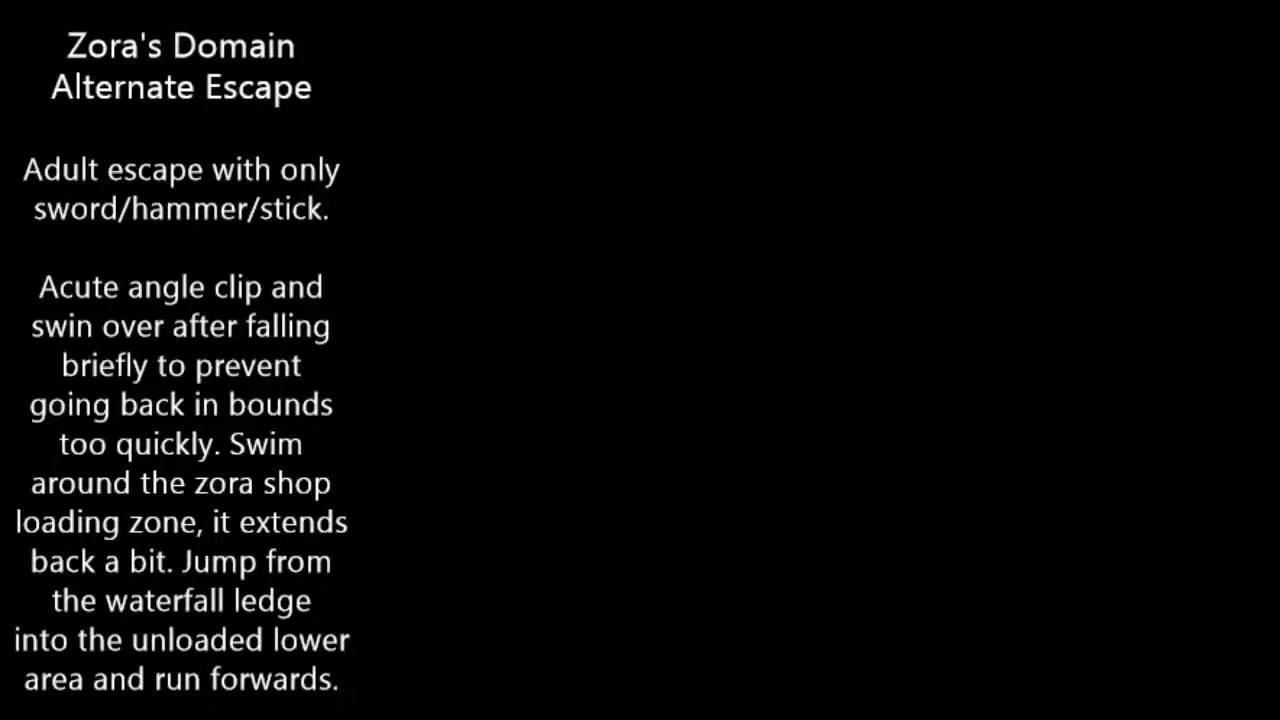 Zora's Domain
Alternate Escape
Adult escape with only
sword/hammer/stick.
Acute angle clip and
swin over after falling
briefly to prevent
going back in bounds
too quickly. Swim
around the zora shop
loading zone, it extends
back a bit. Jump from
the waterfall ledge
into the unloaded lower
area and run forwards.